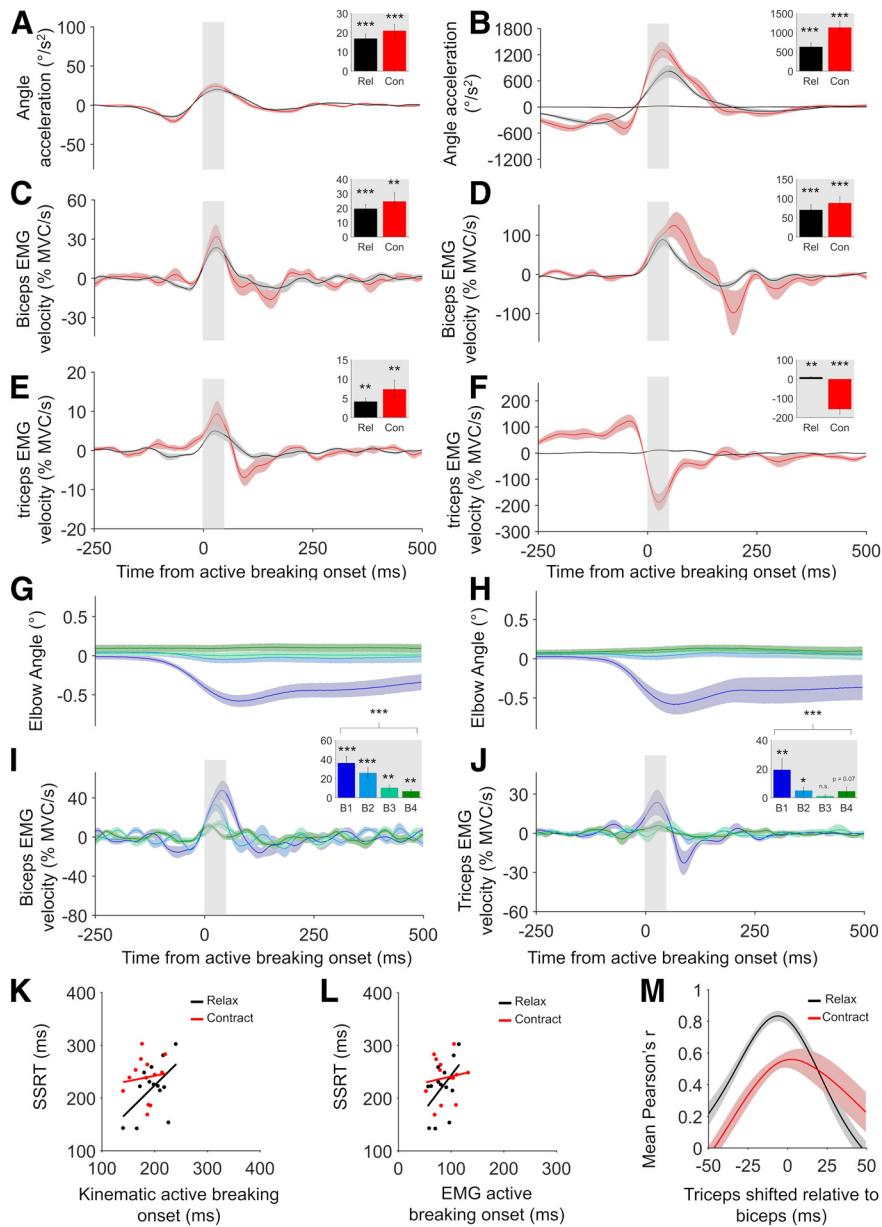 A
Angle
acceleration (°/s²)
100
50
0
-50
30
20
10
0
***
***
Rel
Con
B
Angle acceleration
(°/s²)
1800
1200
600
0
-600
-1200
1500
1000
500
0
***
***
Rel
Con
C
Biceps EMG
velocity (% MVC/s)
60
30
0
-30
40
30
20
10
0
***
**
Rel
Con
D
Biceps EMG
velocity (% MVC/s)
100
0
-100
150
100
50
0
***
***
Rel
Con
E
triceps EMG
velocity (% MVC/s)
20
10
0
-10
-20
15
10
5
0
**
**
Rel
Con
-250
0
250
500
Time from active breaking onset (ms)
F
triceps EMG
velocity (% MVC/s)
200
100
0
-100
-200
-300
100
0
-100
-200
**
***
Rel
Con
-250
0
250
500
Time from active breaking onset (ms)
G
Elbow Angle (°)
0.5
0
-0.5
H
Elbow Angle (°)
0.5
0
-0.5
I
Biceps EMG
velocity (% MVC/s)
40
0
-40
-80
***
60
40
20
0
***
***
**
**
B1 B2 B3 B4
-250
0
250
500
Time from active breaking onset (ms)
J
Triceps EMG
velocity (% MVC/s)
30
0
-30
-60
***
40
20
0
**
*
n.s.
p = 0.07
B1 B2 B3 B4
-250
0
250
500
Time from active breaking onset (ms)
K
SSRT (ms)
400
300
200
100
Relax
Contract
100 200 300 400
Kinematic active breaking
onset (ms)
L
SSRT (ms)
400
300
200
100
Relax
Contract
0 100 200 300
EMG active
breaking onset (ms)
M
Mean Pearson's r
1
0.8
0.6
0.4
0.2
0
Relax
Contract
-50 -25 0 25 50
Triceps shifted relative to
biceps (ms)